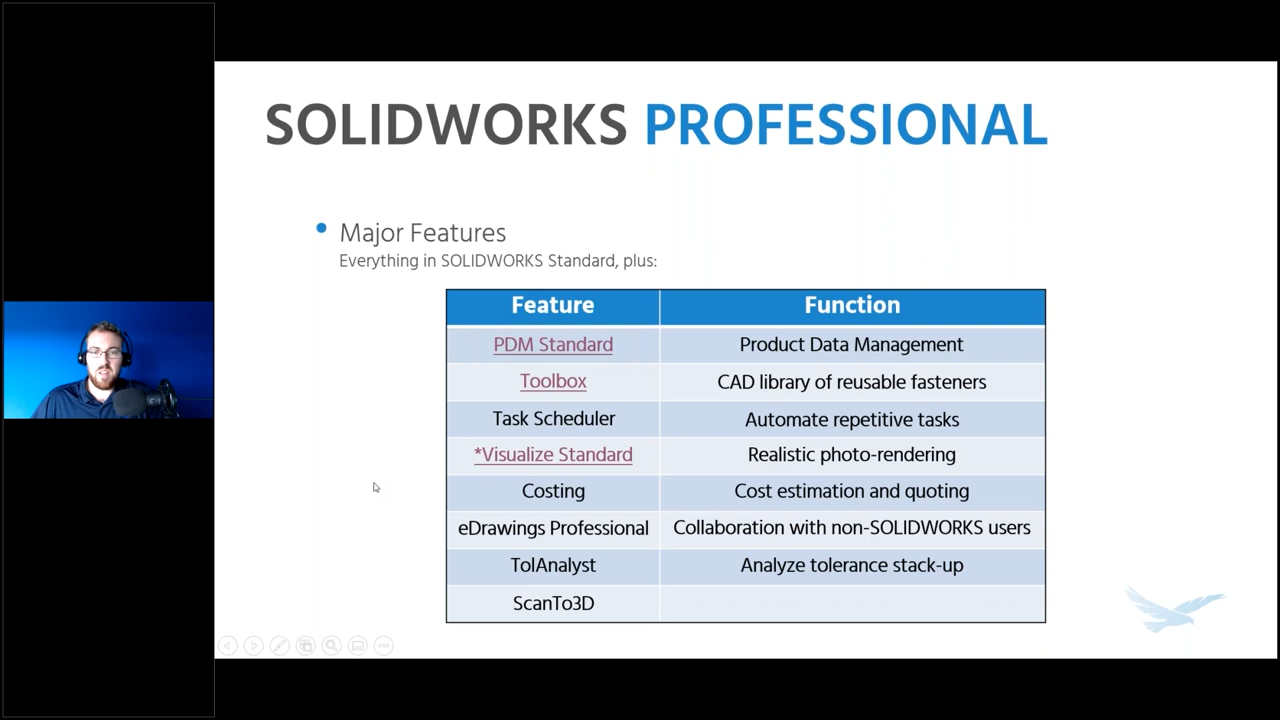 SOLIDWORKS PROFESSIONAL
• Major Features
Everything in SOLIDWORKS Standard, plus:
Feature Function
PDM Standard Product Data Management
Toolbox CAD library of reusable fasteners
Task Scheduler Automate repetitive tasks
*Visualize Standard Realistic photo-rendering
Costing Cost estimation and quoting
eDrawings Professional Collaboration with non-SOLIDWORKS users
TolAnalyst Analyze tolerance stack-up
ScanTo3D